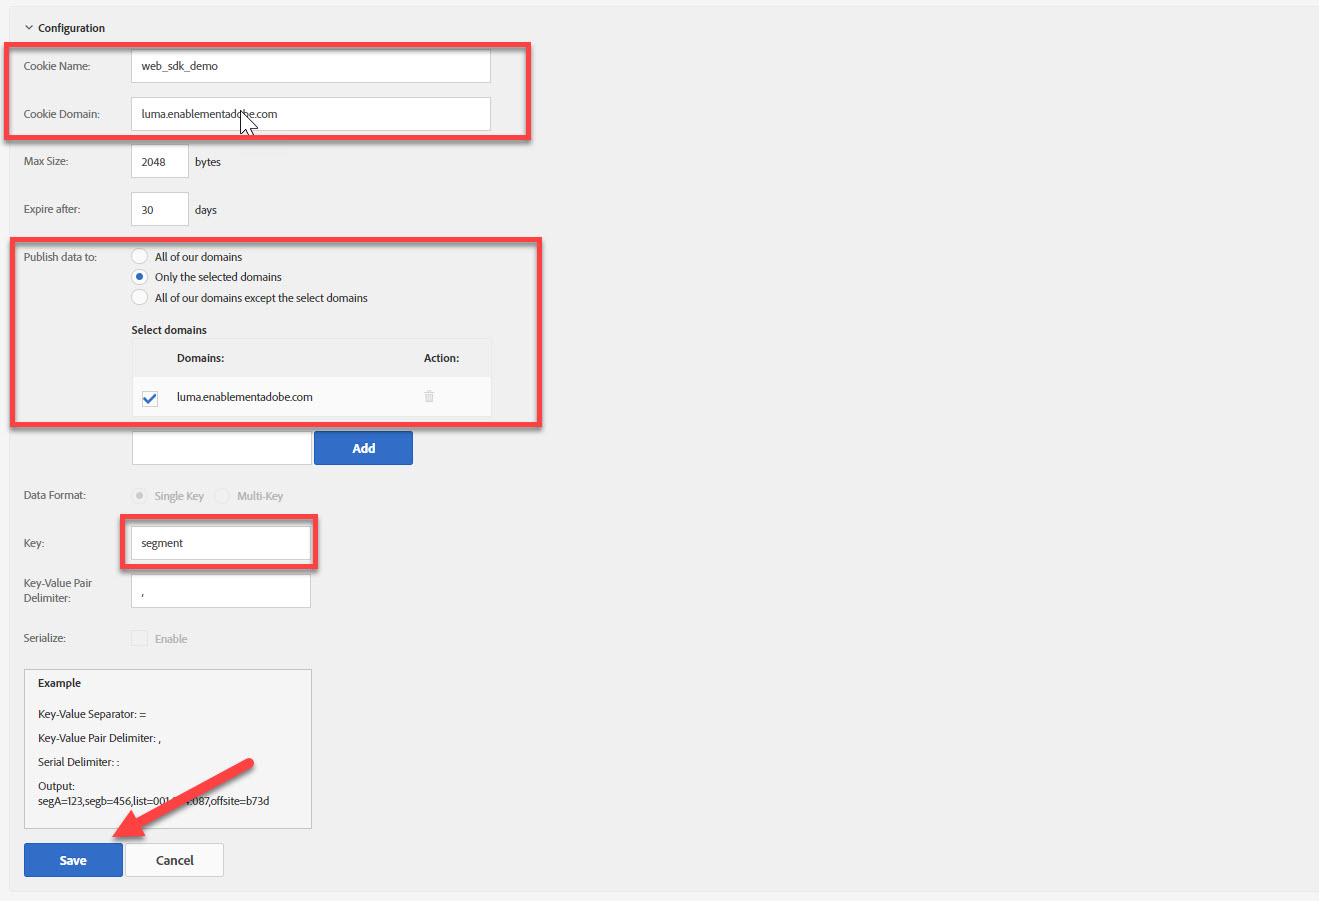 Configuration
Cookie Name: web_sdk_demo
Cookie Domain: luma.enablementadobe.com
Max Size: 2048 bytes
Expire after: 30 days
Publish data to: All of our domains
Only the selected domains
All of our domains except the select domains
Select domains
Domains: Action:
luma.enablementadobe.com
Add
Data Format: Single Key Multi-Key
Key: segment
Key-Value Pair
Delimiter: ,
Serialize: Enable
Example
Key-Value Separator: =
Key-Value Pair Delimiter: ,
Serial Delimiter: :
Output:
segA=123,segb=456,list=001 087,offsite=b73d
Save Cancel